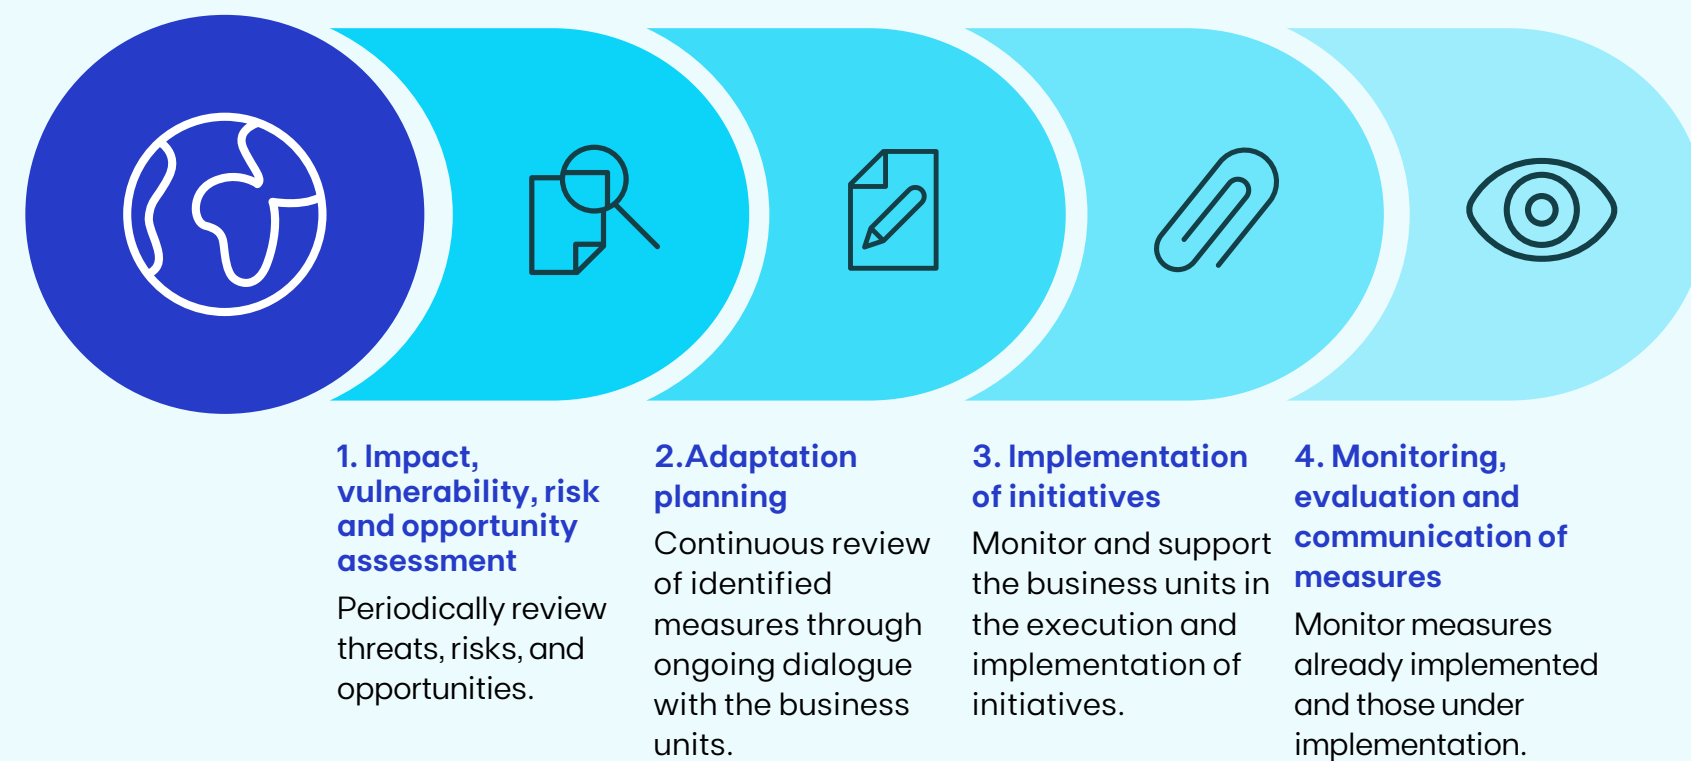 1. Impact,
vulnerability, risk
and opportunity
assessment
Periodically review
threats, risks, and
opportunities.
2.Adaptation
planning
Continuous review
of identified
measures through
ongoing dialogue
with the business
units.
3. Implementation
of initiatives
Monitor and support
the business units in
the execution and
implementation of
initiatives.
4. Monitoring,
evaluation and
communication of
measures
Monitor measures
already implemented
and those under
implementation.